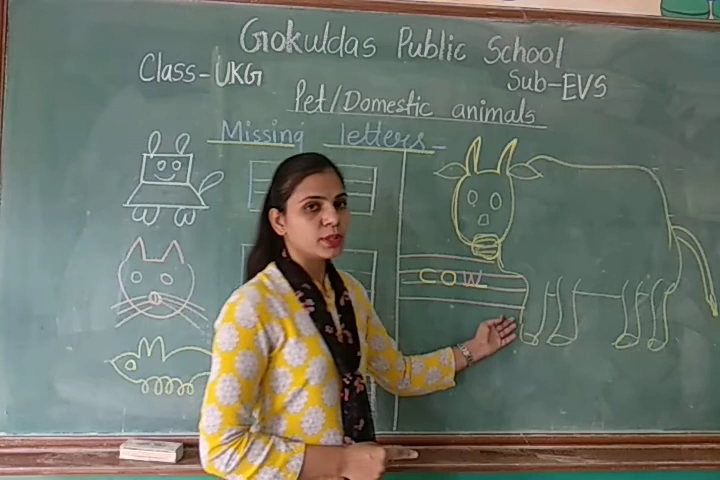 Gokuldas Public School
Class-UKG
Sub-EVS
Pet/Domestic animals
Missing letters-
COW